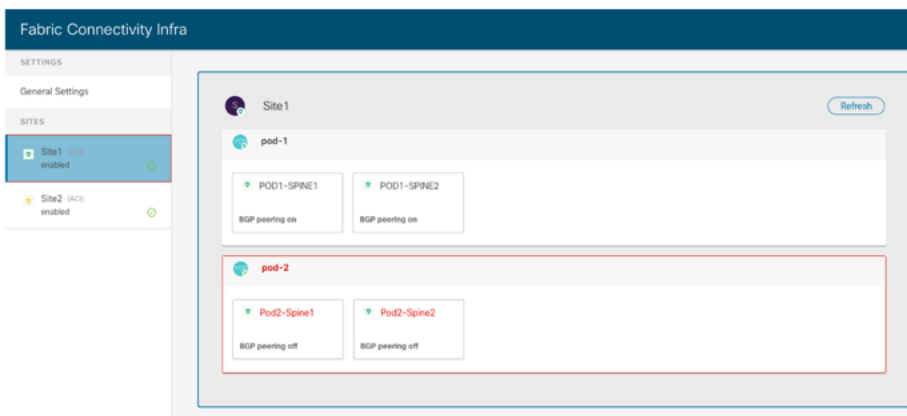 Fabric Connectivity Infra
SETTINGS
General Settings
SITES
Site1 (ACI)
enabled
Site2 (ACI)
enabled
S
Site1
Refresh
pod-1
POD1-SPINE1
POD1-SPINE2
BGP peering on
BGP peering on
pod-2
Pod2-Spine1
Pod2-Spine2
BGP peering off
BGP peering off